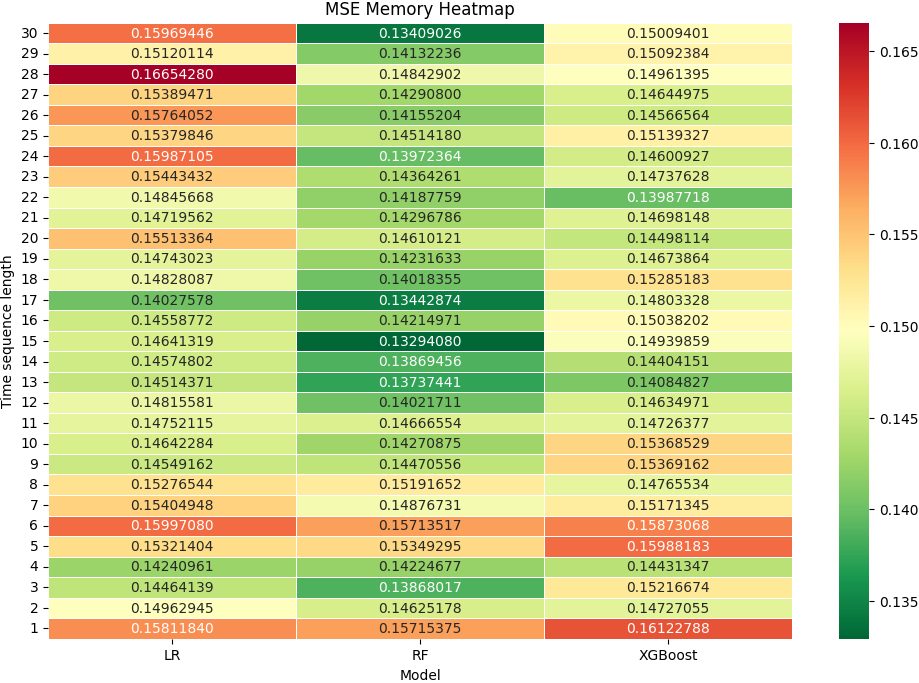 MSE Memory Heatmap
30 0.15969446 0.13409026 0.15009401
29 0.15120114 0.14132236 0.15092384
28 0.16654280 0.14842902 0.14961395
27 0.15389471 0.14290800 0.14644975
26 0.15764052 0.14155204 0.14566564
25 0.15379846 0.14514180 0.15139327
24 0.15987105 0.13972364 0.14600927
23 0.15443432 0.14364261 0.14737628
22 0.14845668 0.14187759 0.13987718
21 0.14719562 0.14296786 0.14698148
20 0.15513364 0.14610121 0.14498114
19 0.14743023 0.14231633 0.14673864
18 0.14828087 0.14018355 0.15285183
17 0.14027578 0.13442874 0.14803328
16 0.14558772 0.14214971 0.15038202
15 0.14641319 0.13294080 0.14939859
14 0.14574802 0.13869456 0.14404151
13 0.14514371 0.13737441 0.14084827
12 0.14815581 0.14021711 0.14634971
11 0.14752115 0.14666554 0.14726377
10 0.14642284 0.14270875 0.15368529
9 0.14549162 0.14470556 0.15369162
8 0.15276544 0.15191652 0.14765534
7 0.15404948 0.14876731 0.15171345
6 0.15997080 0.15713517 0.15873068
5 0.15321404 0.15349295 0.15988183
4 0.14240961 0.14224677 0.14431347
3 0.14464139 0.13868017 0.15216674
2 0.14962945 0.14625178 0.14727055
1 0.15811840 0.15715375 0.16122788
LR RF XGBoost
Model
Time sequence length
0.165
0.160
0.155
0.150
0.145
0.140
0.135